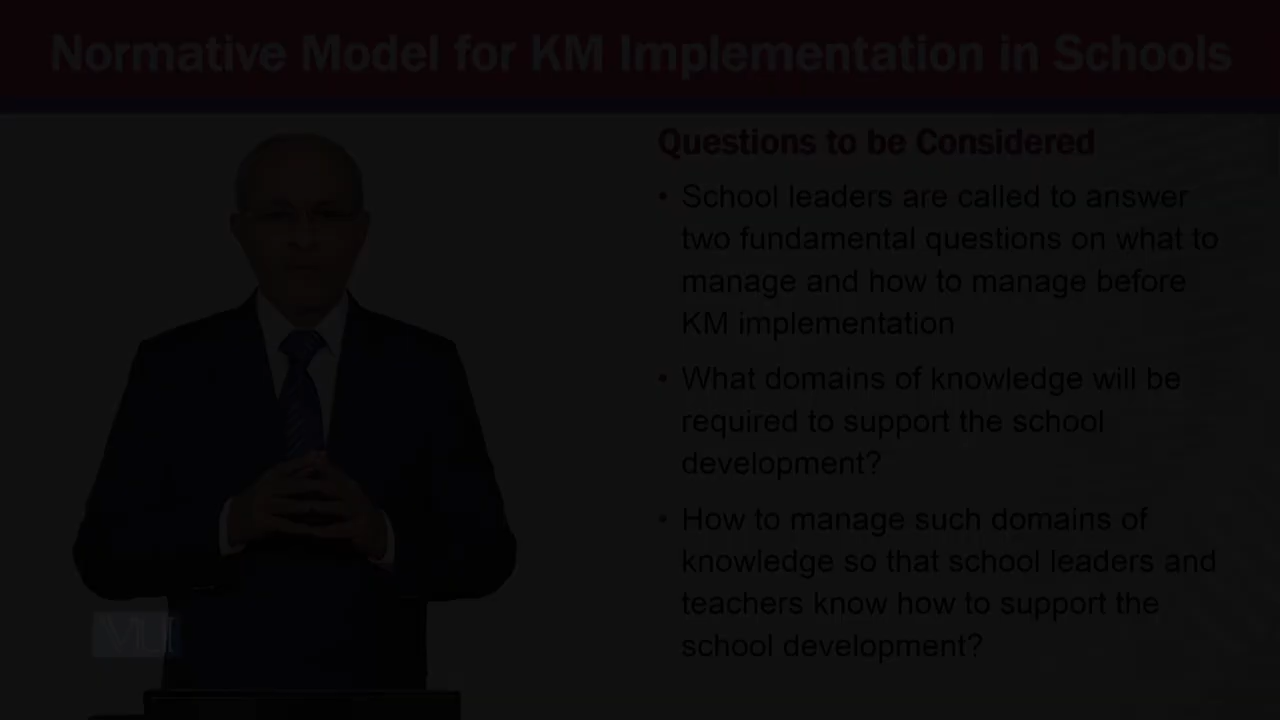 Normative Model for KM Implementation in Schools
Questions to be Considered
• School leaders are called to answer
two fundamental questions on what to
manage and how to manage before
KM implementation
• What domains of knowledge will be
required to support the school
development?
• How to manage such domains of
knowledge so that school leaders and
teachers know how to support the
school development?